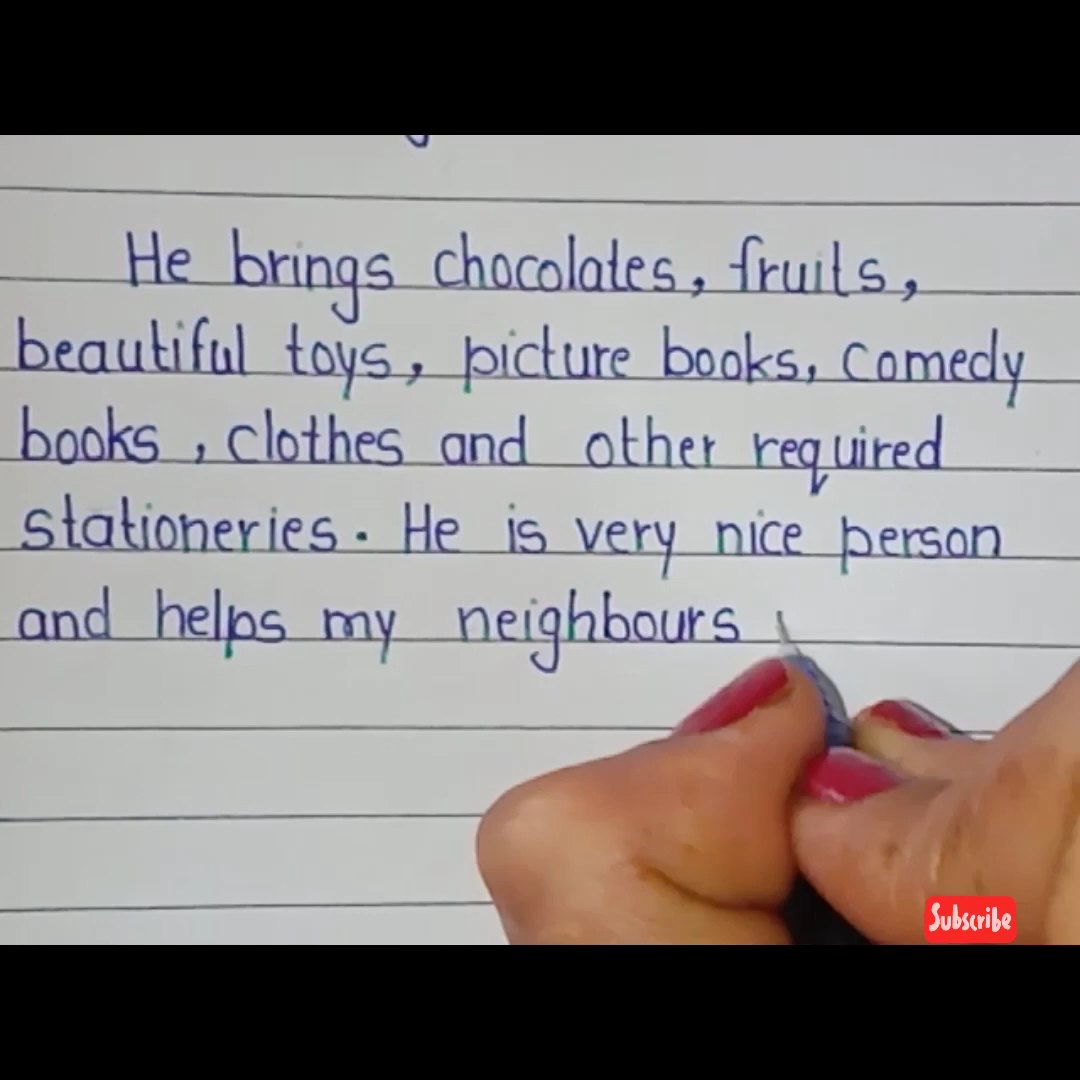 He brings chocolates, fruits,
beautiful toys, picture books, comedy
books, clothes and other required
stationeries. He is very nice person
and helps my neighbours
Subscribe